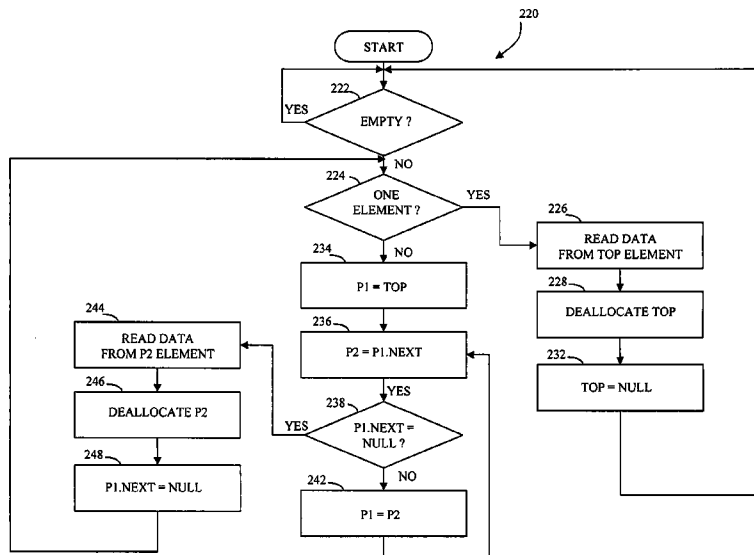 220
START
222
YES
EMPTY ?
NO
224
ONE
ELEMENT ?
YES
226
READ DATA
FROM TOP ELEMENT
234
NO
P1 = TOP
228
DEALLOCATE TOP
244
READ DATA
FROM P2 ELEMENT
236
P2 = P1.NEXT
232
TOP = NULL
YES
246
DEALLOCATE P2
238
YES
P1.NEXT =
NULL ?
248
P1.NEXT = NULL
NO
242
P1 = P2